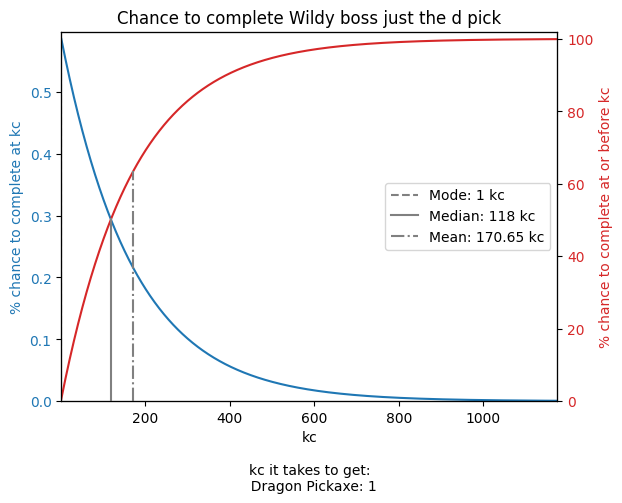 Chance to complete Wildy boss just the d pick
% chance to complete at kc
0.5
0.4
0.3
0.2
0.1
0.0
100
80
60
40
20
0
% chance to complete at or before kc
Mode: 1 kc
Median: 118 kc
Mean: 170.65 kc
200
400
600
800
1000
kc
kc it takes to get:
Dragon Pickaxe: 1